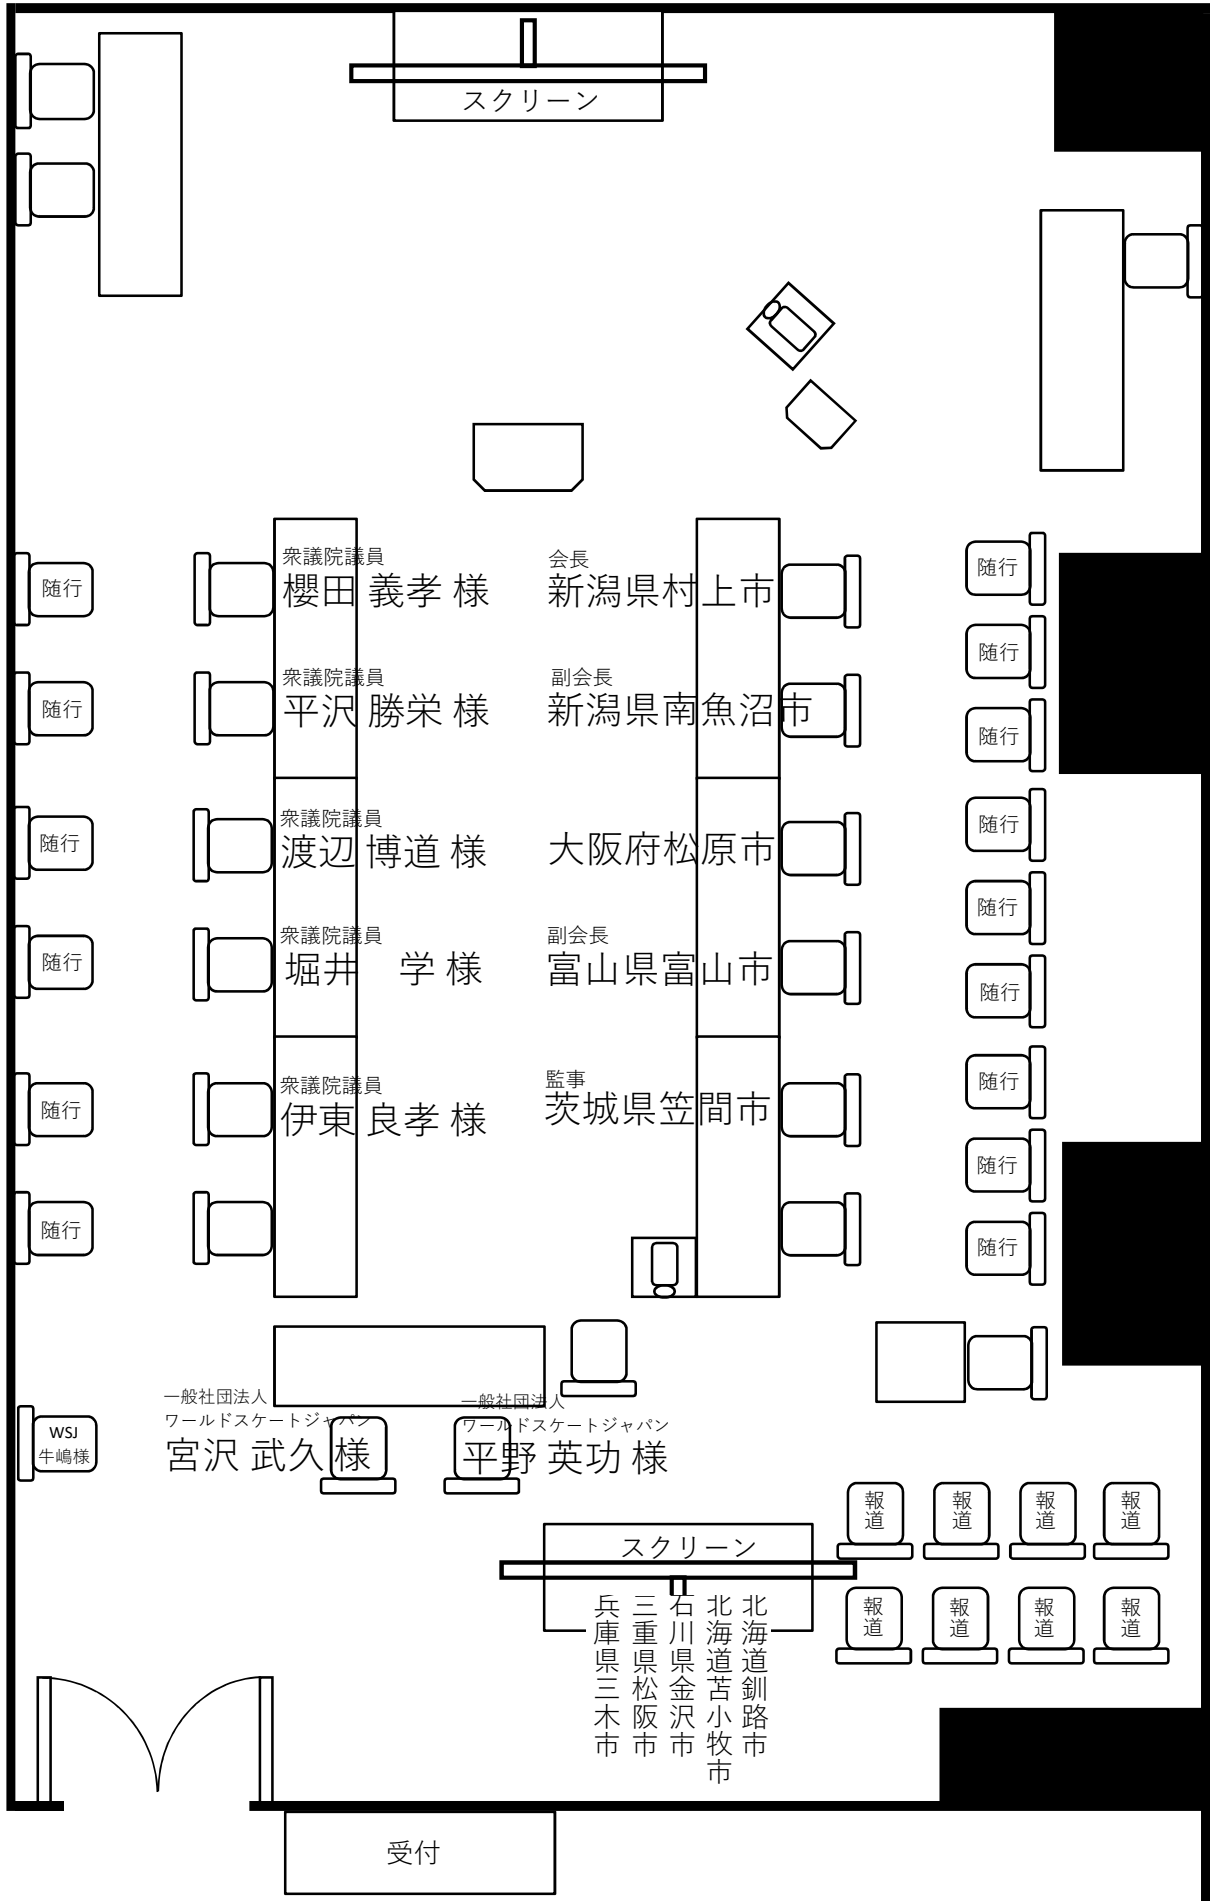 スクリーン
衆議院議員
櫻田 義孝 様
会長
新潟県村上市
随行
随行
衆議院議員
平沢 勝栄 様
副会長
新潟県南魚沼市
随行
随行
随行
衆議院議員
渡辺 博道 様
大阪府松原市
随行
随行
衆議院議員
堀井 学 様
副会長
富山県富山市
随行
随行
随行
衆議院議員
伊東 良孝 様
監事
茨城県笠間市
随行
随行
随行
随行
随行
一般社団法人
ワールドスケートジャパン
宮沢 武久 様
一般社団法人
ワールドスケートジャパン
平野 英功 様
WSJ
牛嶋様
報道
報道
報道
報道
スクリーン
報道
報道
報道
報道
北海道釧路市
北海道苫小牧市
石川県金沢市
三重県松阪市
兵庫県三木市
受付